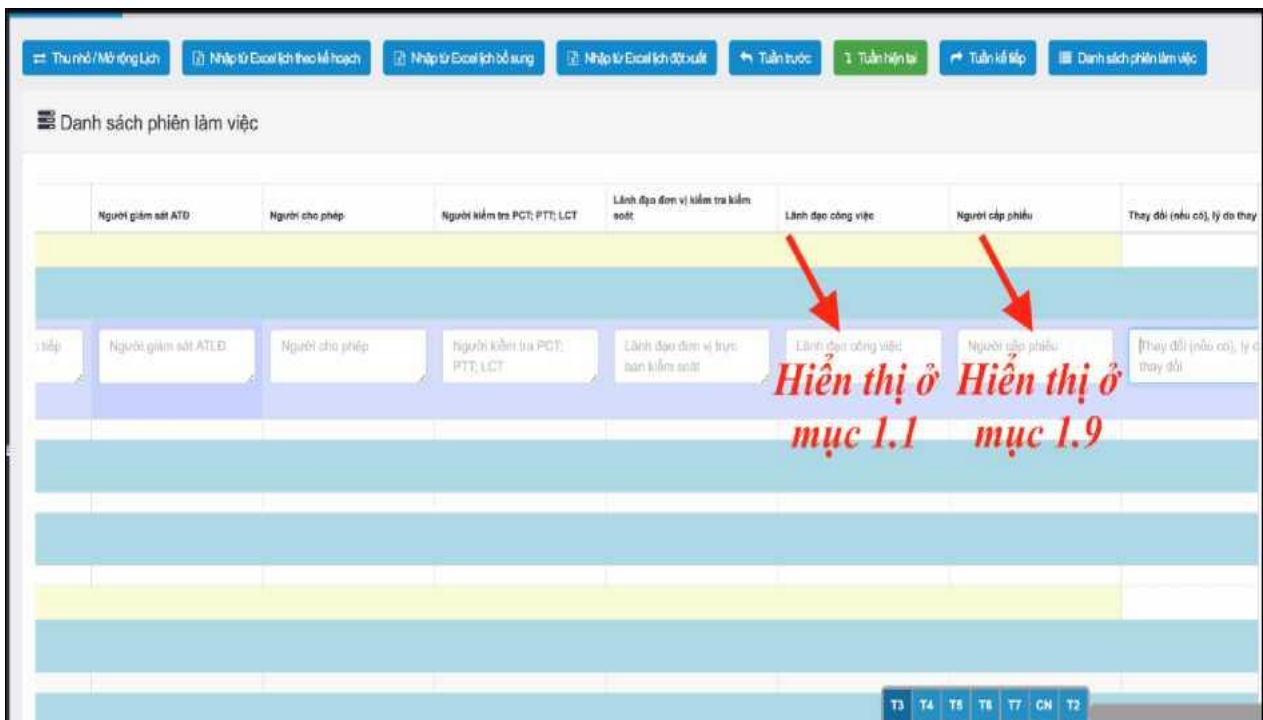 Thu nhỏ / Mở rộng Lịch
Nhập từ Excel lịch theo kế hoạch
Nhập từ Excel lịch bổ sung
Nhập từ Excel lịch đột xuất
Tuần trước
Tuần hiện tại
Tuần kế tiếp
Danh sách phiên làm việc
Danh sách phiên làm việc
Người giám sát ATĐ
Người cho phép
Người kiểm tra PCT; PTT; LCT
Lãnh đạo đơn vị kiểm tra kiểm
soát
Lãnh đạo công việc
Người cấp phiếu
Thay đổi (nếu có), lý do thay
tiếp
Người giám sát ATLĐ
Người cho phép
Người kiểm tra PCT;
PTT; LCT
Lãnh đạo đơn vị trực
ban kiểm soát
Lãnh đạo công việc
Người cấp phiếu
Thay đổi (nếu có), lý d
thay đổi
Hiển thị ở
mục 1.1
Hiển thị ở
mục 1.9
T3 T4 T5 T6 T7 CN T2